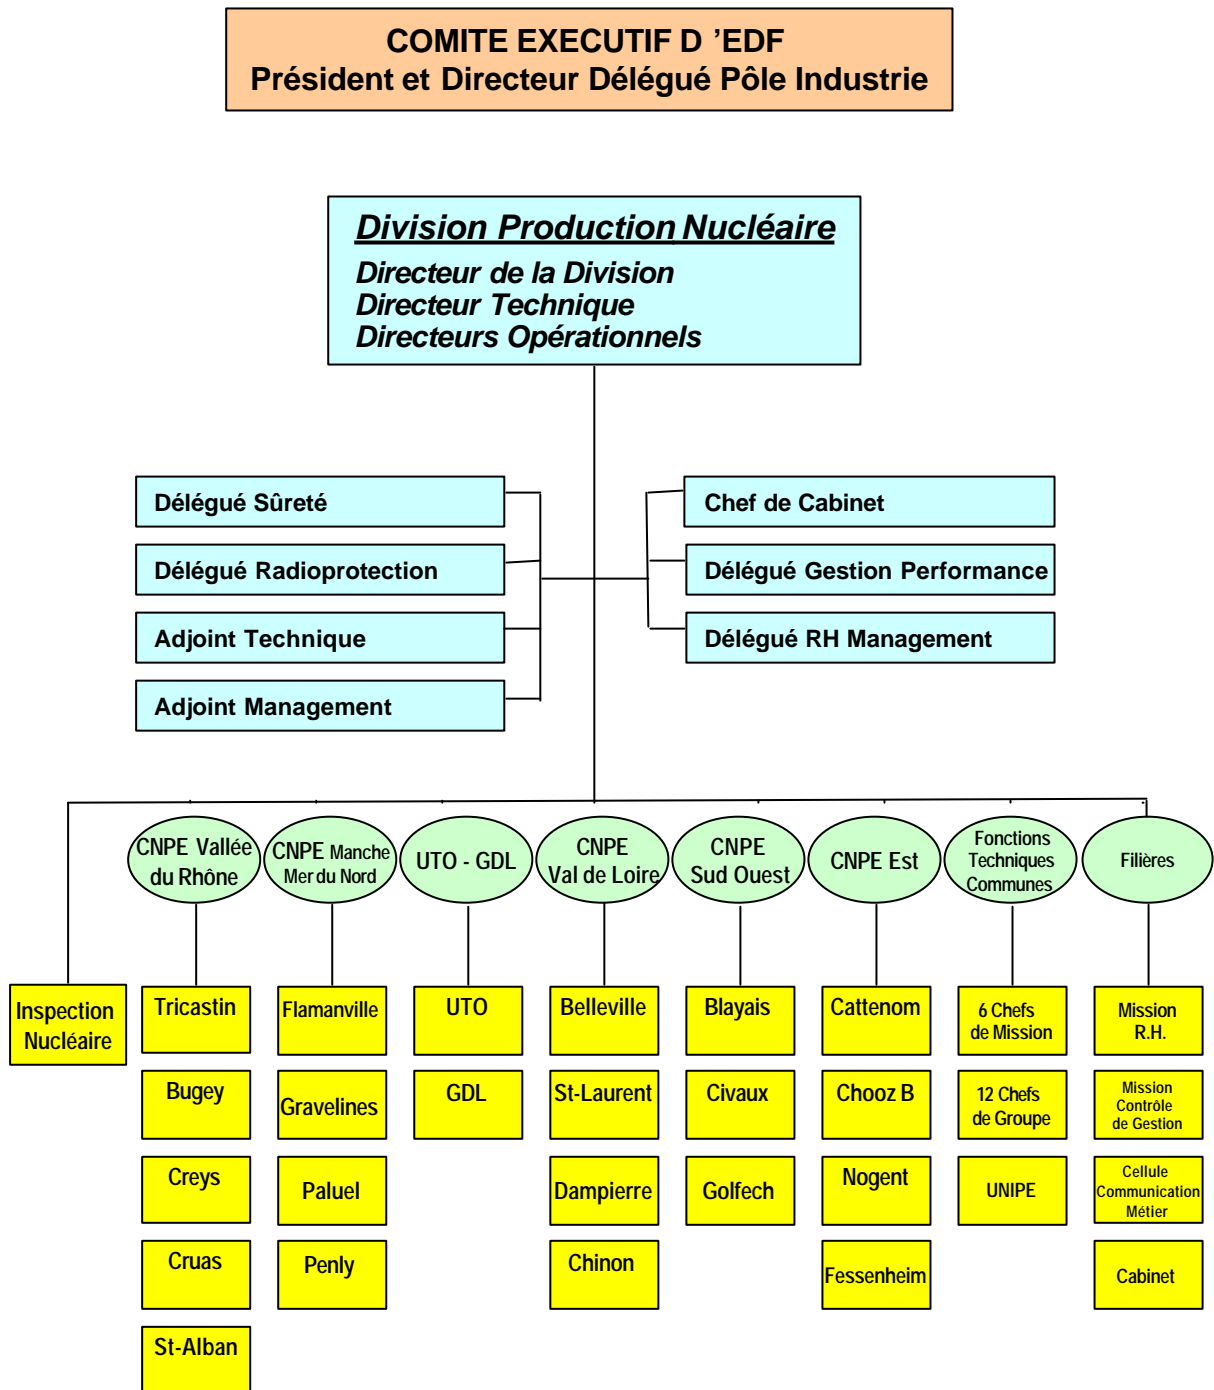 COMITE EXECUTIF D ’EDF
Président et Directeur Délégué Pôle Industrie
Division Production Nucléaire
Directeur de la Division
Directeur Technique
Directeurs Opérationnels
Délégué Sûreté
Délégué Radioprotection
Adjoint Technique
Adjoint Management
Chef de Cabinet
Délégué Gestion Performance
Délégué RH Management
Inspection
Nucléaire
CNPE Vallée
du Rhône
Tricastin
Bugey
Creys
Cruas
St-Alban
CNPE Manche
Mer du Nord
Flamanville
Gravelines
Paluel
Penly
UTO - GDL
UTO
GDL
CNPE
Val de Loire
Belleville
St-Laurent
Dampierre
Chinon
CNPE
Sud Ouest
Blayais
Civaux
Golfech
CNPE Est
Cattenom
Chooz B
Nogent
Fessenheim
Fonctions
Techniques
Communes
6 Chefs
de Mission
12 Chefs
de Groupe
UNIPE
Filières
Mission
R.H.
Mission
Contrôle
de Gestion
Cellule
Communication
Métier
Cabinet